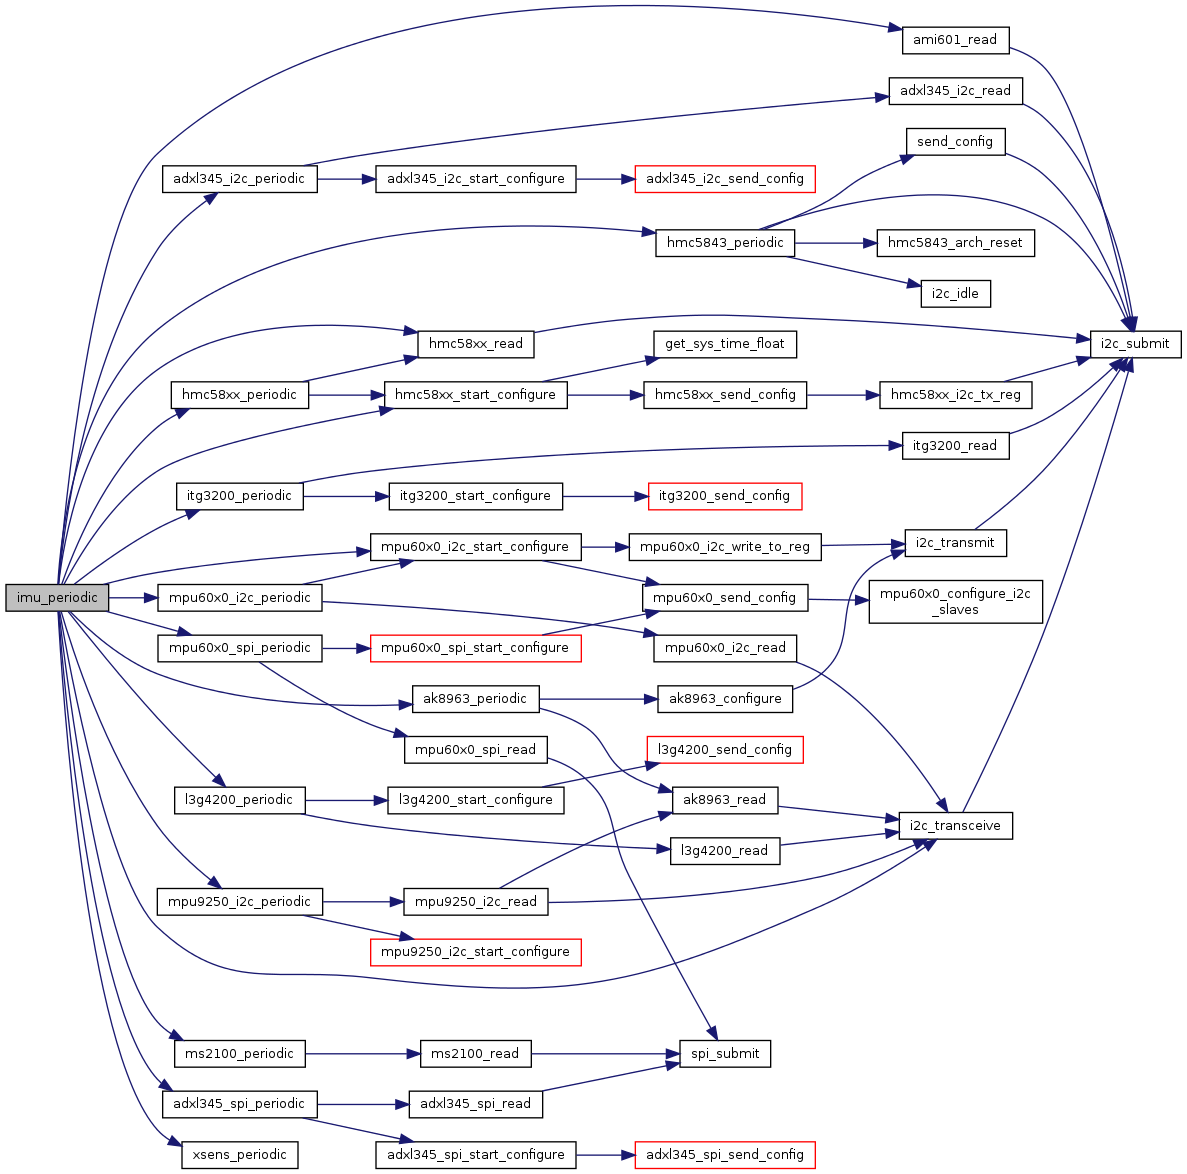 ami601_read
adxl345_i2c_read
send_config
adxl345_i2c_periodic
adxl345_i2c_start_configure
adxl345_i2c_send_config
hmc5843_periodic
hmc5843_arch_reset
i2c_idle
hmc58xx_read
get_sys_time_float
i2c_submit
hmc58xx_periodic
hmc58xx_start_configure
hmc58xx_send_config
hmc58xx_i2c_tx_reg
itg3200_read
itg3200_periodic
itg3200_start_configure
itg3200_send_config
mpu60x0_i2c_start_configure
mpu60x0_i2c_write_to_reg
i2c_transmit
imu_periodic
mpu60x0_i2c_periodic
mpu60x0_send_config
mpu60x0_configure_i2c
_slaves
mpu60x0_spi_periodic
mpu60x0_spi_start_configure
mpu60x0_i2c_read
ak8963_periodic
ak8963_configure
mpu60x0_spi_read
l3g4200_send_config
l3g4200_periodic
l3g4200_start_configure
ak8963_read
i2c_transceive
l3g4200_read
mpu9250_i2c_periodic
mpu9250_i2c_read
mpu9250_i2c_start_configure
ms2100_periodic
ms2100_read
spi_submit
adxl345_spi_periodic
adxl345_spi_read
xsens_periodic
adxl345_spi_start_configure
adxl345_spi_send_config